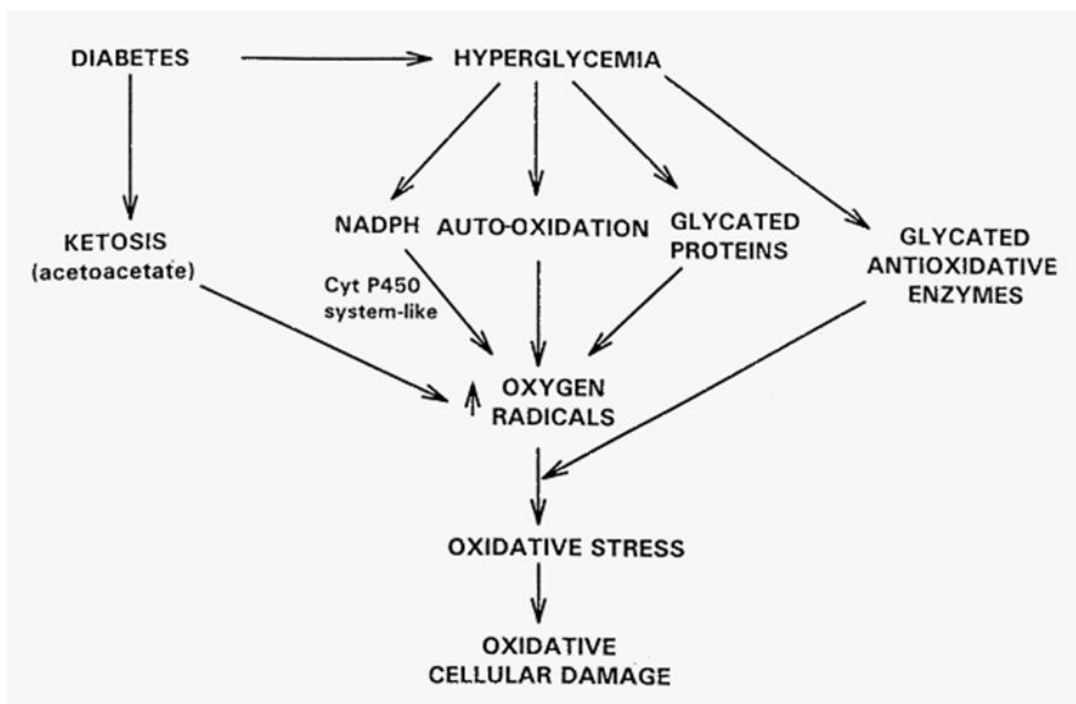 DIABETES
HYPERGLYCEMIA
NADPH
AUTO-OXIDATION
GLYCATED
PROTEINS
KETOSIS
(acetoacetate)
GLYCATED
ANTIOXIDATIVE
ENZYMES
Cyt P450
system-like
OXYGEN
RADICALS
OXIDATIVE STRESS
OXIDATIVE
CELLULAR DAMAGE